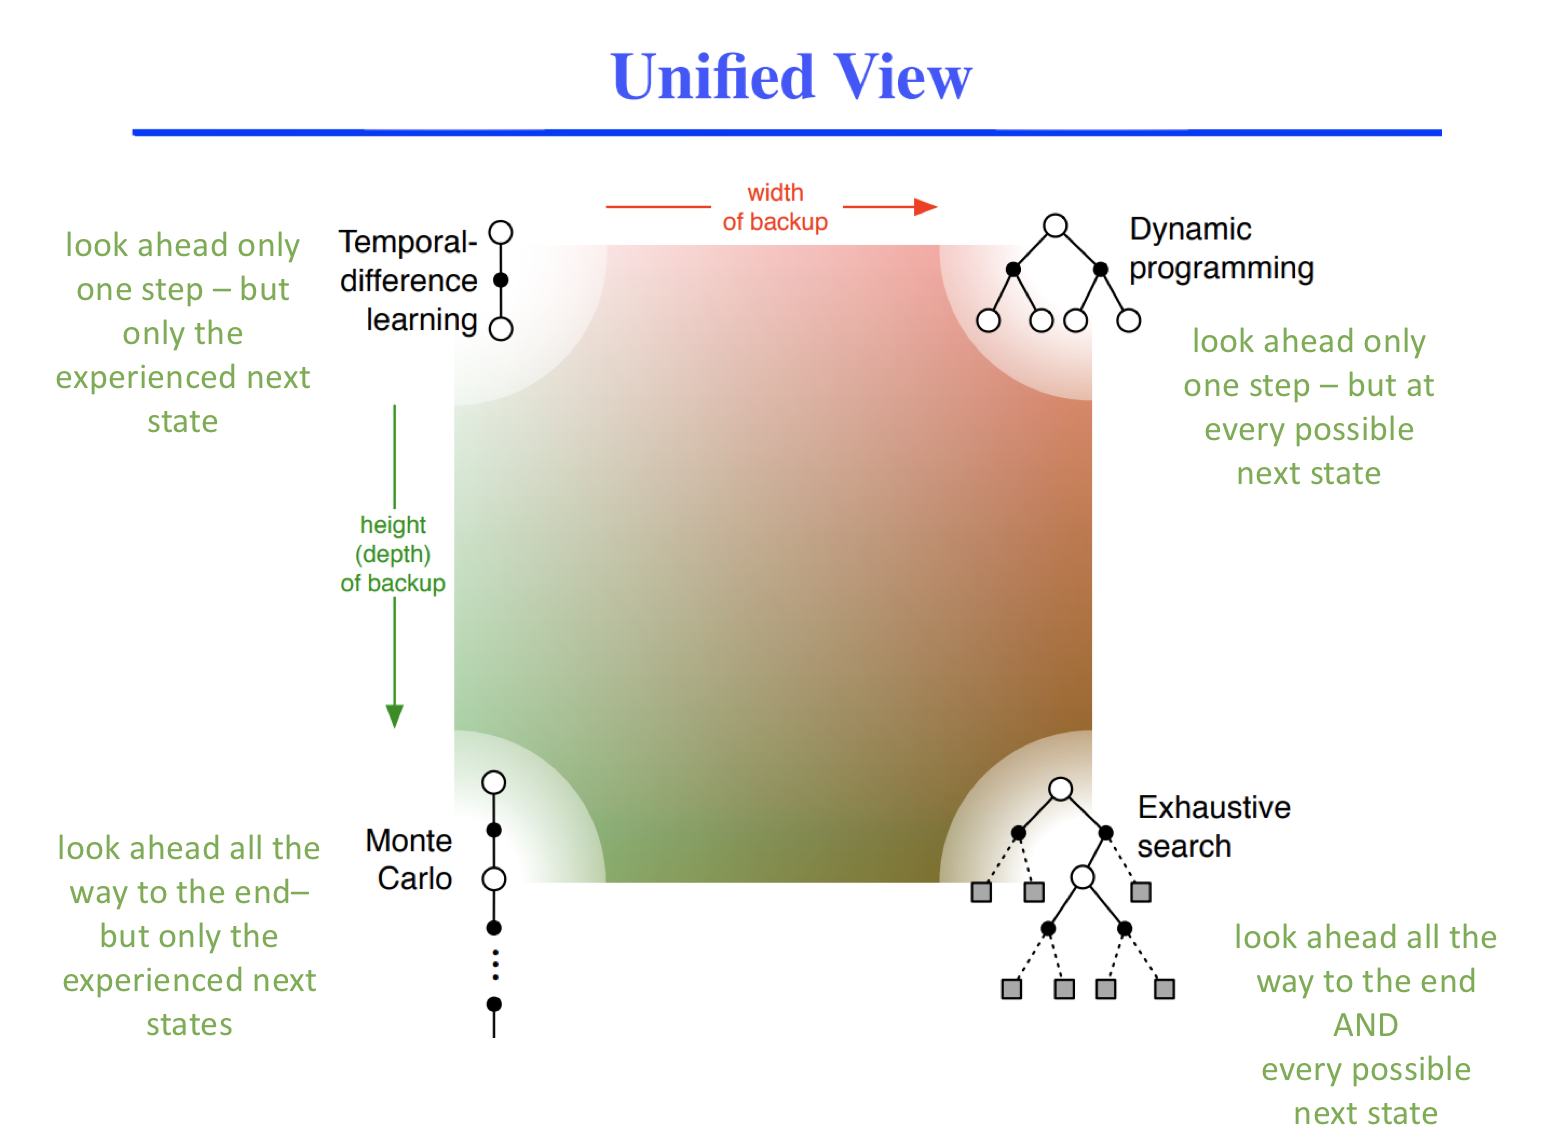 Unified View
width
of backup
look ahead only
one step – but
only the
experienced next
state
Temporal-
difference
learning
Dynamic
programming
look ahead only
one step – but at
every possible
next state
height
(depth)
of backup
look ahead all the
way to the end–
but only the
experienced next
states
Monte
Carlo
Exhaustive
search
look ahead all the
way to the end
AND
every possible
next state